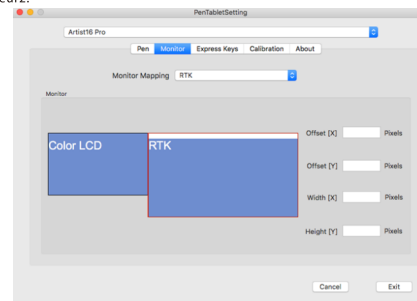 PenTabletSetting
Artist16 Pro
Pen Monitor Express Keys Calibration About
Monitor Mapping RTK
Monitor
Color LCD RTK
Offset [X] Pixels
Offset [Y] Pixels
Width [X] Pixels
Height [Y] Pixels
Cancel Exit